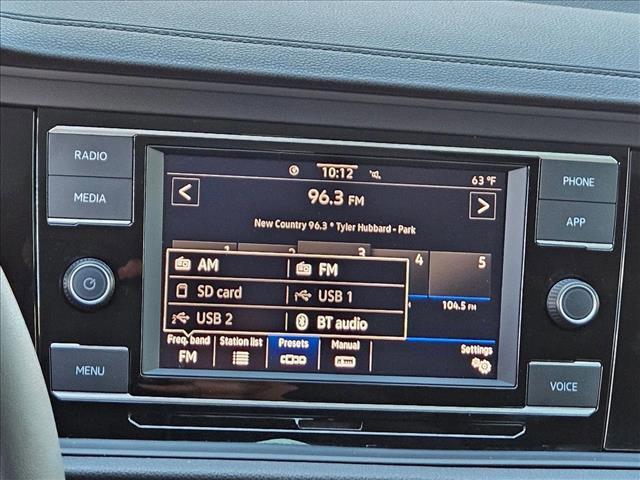 RADIO
MEDIA
MENU
10:12
63 °F
96.3 FM
New Country 96.3 * Tyler Hubbard - Park
1
2
3
4
5
104.5 FM
AM
FM
SD card
USB 1
USB 2
BT audio
Freq. band
FM
Station list
Presets
Manual
Settings
PHONE
APP
VOICE